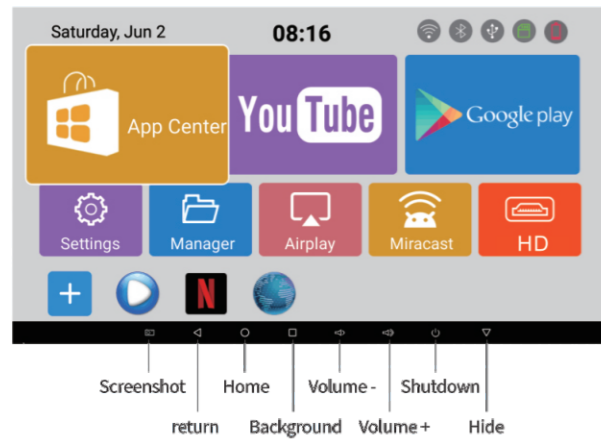 Saturday, Jun 2 08:16
App Center YouTube Google play
Settings Manager Airplay Miracast HD
N
Screenshot Home Volume - Shutdown
return Background Volume + Hide